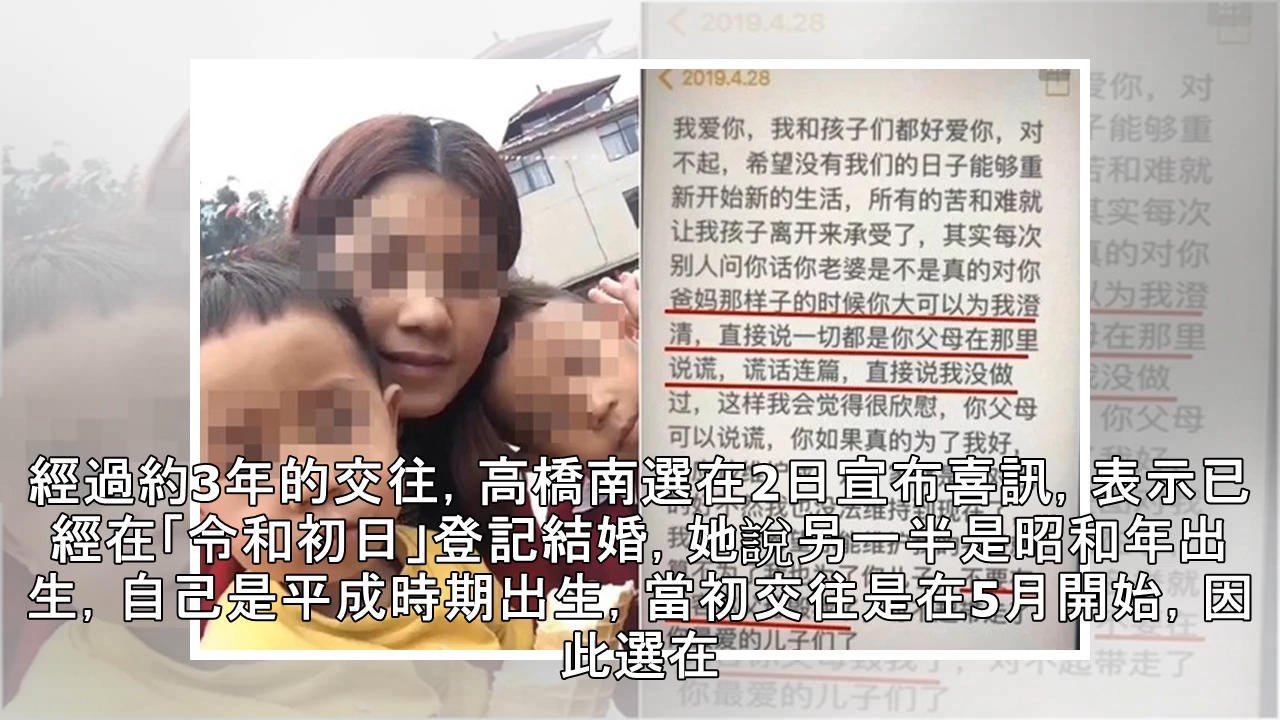 2019.4.28
我爱你，我和孩子们都好爱你，对
不起，希望没有我们的日子能够重
新开始新的生活，所有的苦和难就
让我孩子离开来承受了，其实每次
别人问你话你老婆是不是真的对你
爸妈那样子的时候你大可以为我澄
清，直接说一切都是你父母在那里
说谎，谎话连篇，直接说我没做
过，这样我会觉得很欣慰，你父母
可以说谎，你如果真的为了我好，
經過約3年的交往, 高橋南選在2日宣布喜訊, 表示已
經在「令和初日」登記結婚, 她說另一半是昭和年出
生, 自己是平成時期出生, 當初交往是在5月開始, 因
此選在
你最爱的儿子们了